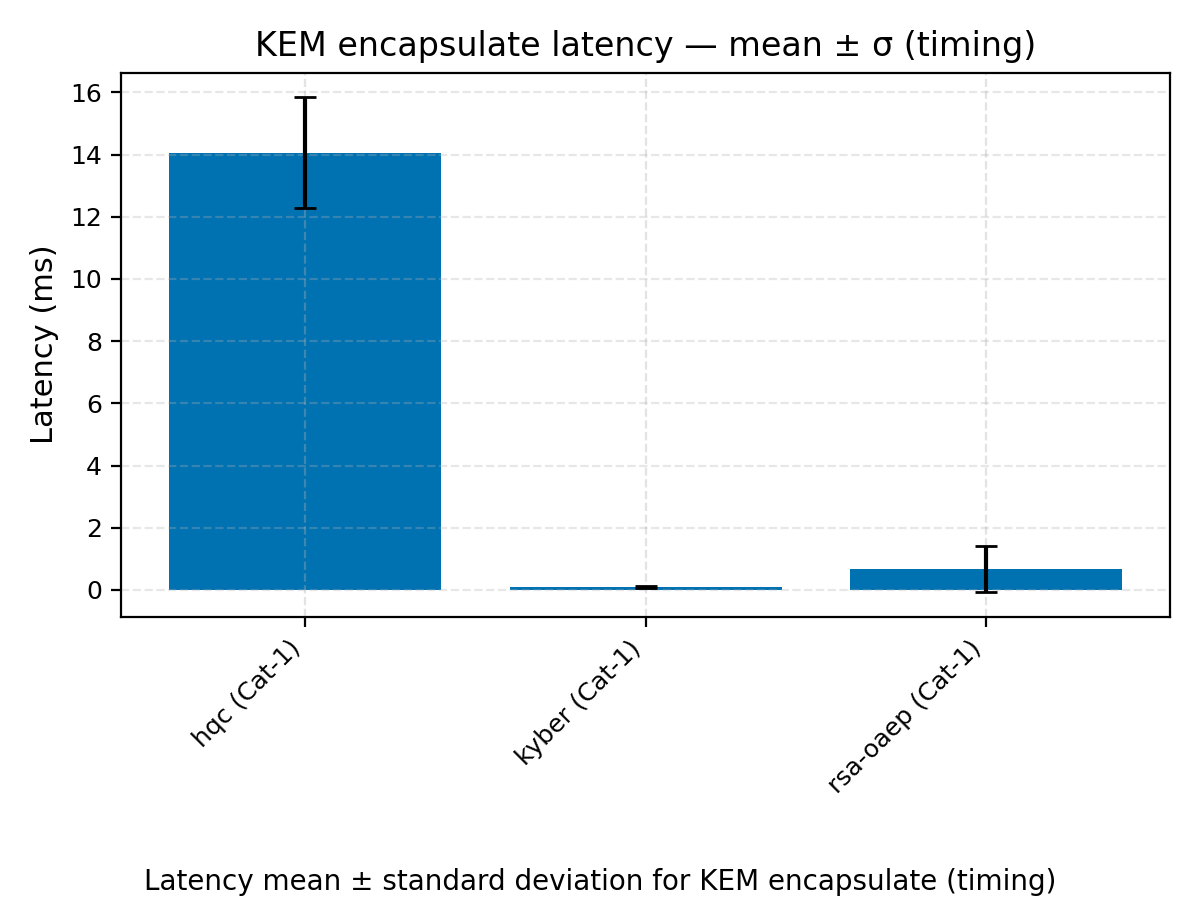 KEM encapsulate latency — mean ± σ (timing)
Latency (ms)
16
14
12
10
8
6
4
2
0
hqc (Cat-1)
kyber (Cat-1)
rsa-oaep (Cat-1)
Latency mean ± standard deviation for KEM encapsulate (timing)